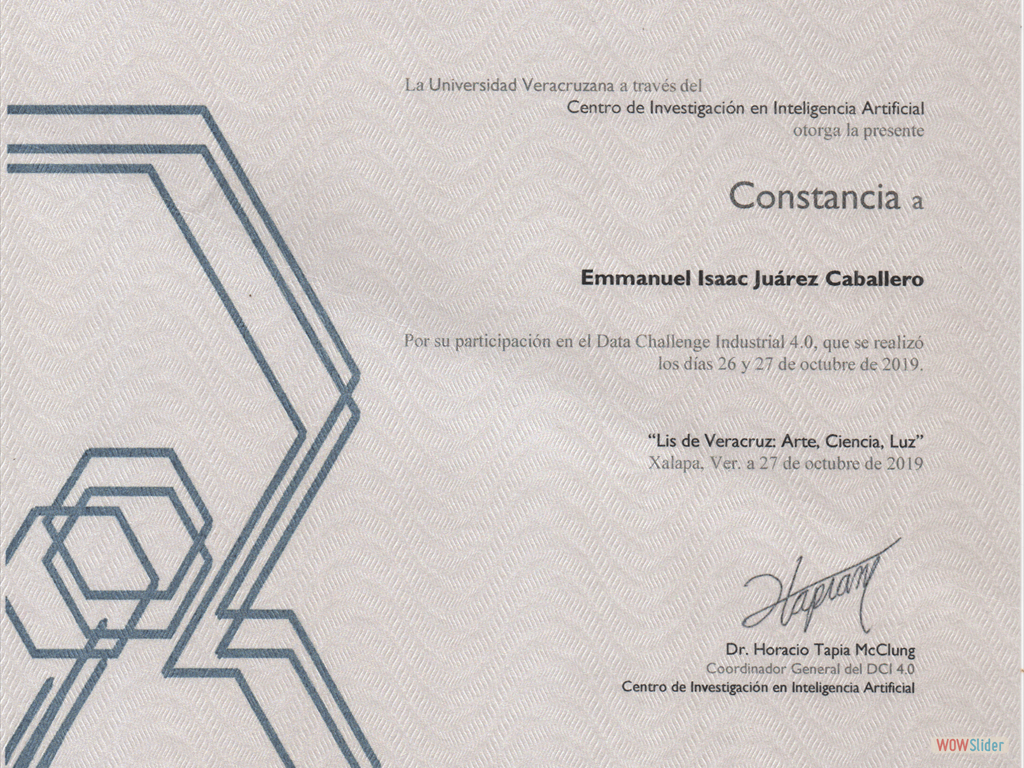 La Universidad Veracruzana a través del
Centro de Investigación en Inteligencia Artificial
otorga la presente
Constancia a
Emmanuel Isaac Juárez Caballero
Por su participación en el Data Challenge Industrial 4.0, que se realizó
los días 26 y 27 de octubre de 2019.
“Lis de Veracruz: Arte, Ciencia, Luz”
Xalapa, Ver. a 27 de octubre de 2019
Dr. Horacio Tapia McClung
Coordinador General del DCI 4.0
Centro de Investigación en Inteligencia Artificial
WOWSlider